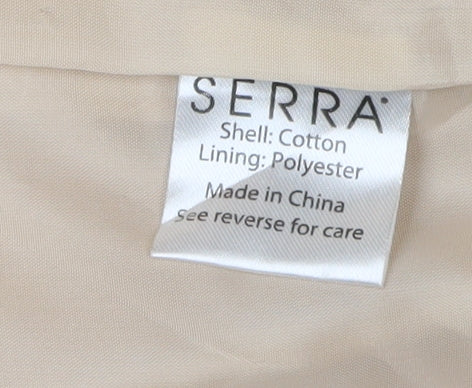 SERRA
Shell: Cotton
Lining: Polyester
Made in China
See reverse for care